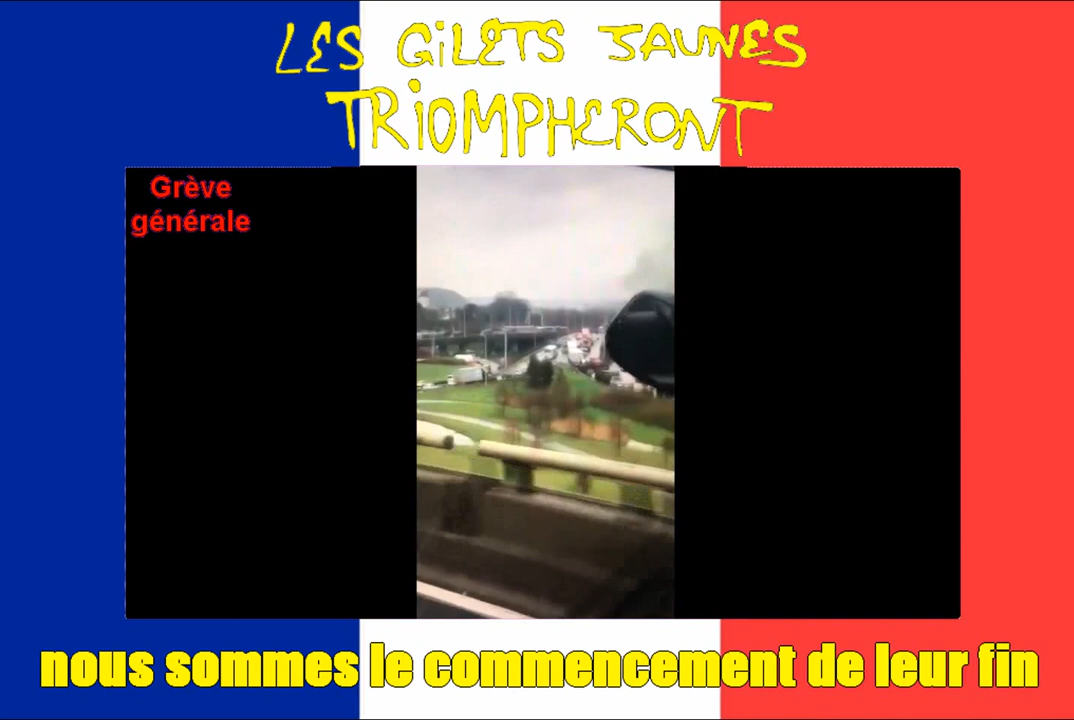 LES GiLETS JAUNES
TRiOMPHERONT
Grève
générale
nous sommes le commencement de leur fin